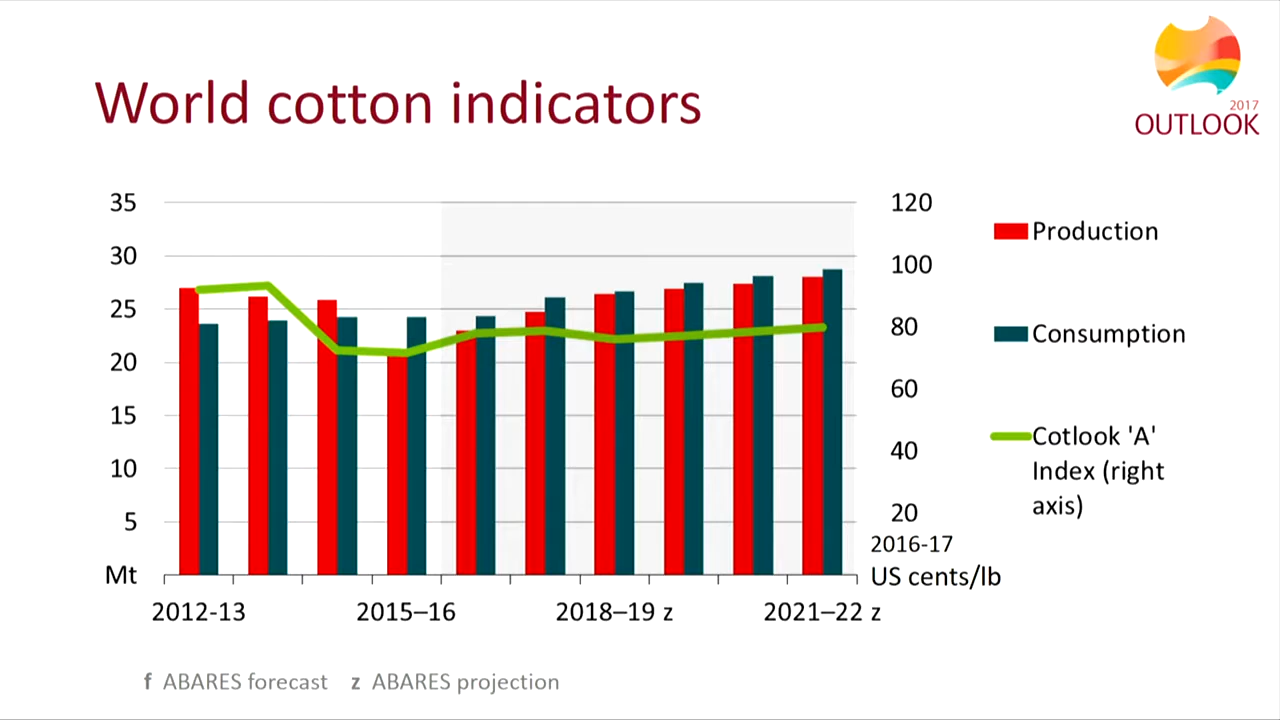 World cotton indicators
2017
OUTLOOK
35
30
25
20
15
10
5
Mt
120
100
80
60
40
20
2016-17
US cents/lb
2012-13
2015–16
2018–19 z
2021–22 z
Production
Consumption
Cotlook 'A'
Index (right
axis)
f ABARES forecast z ABARES projection